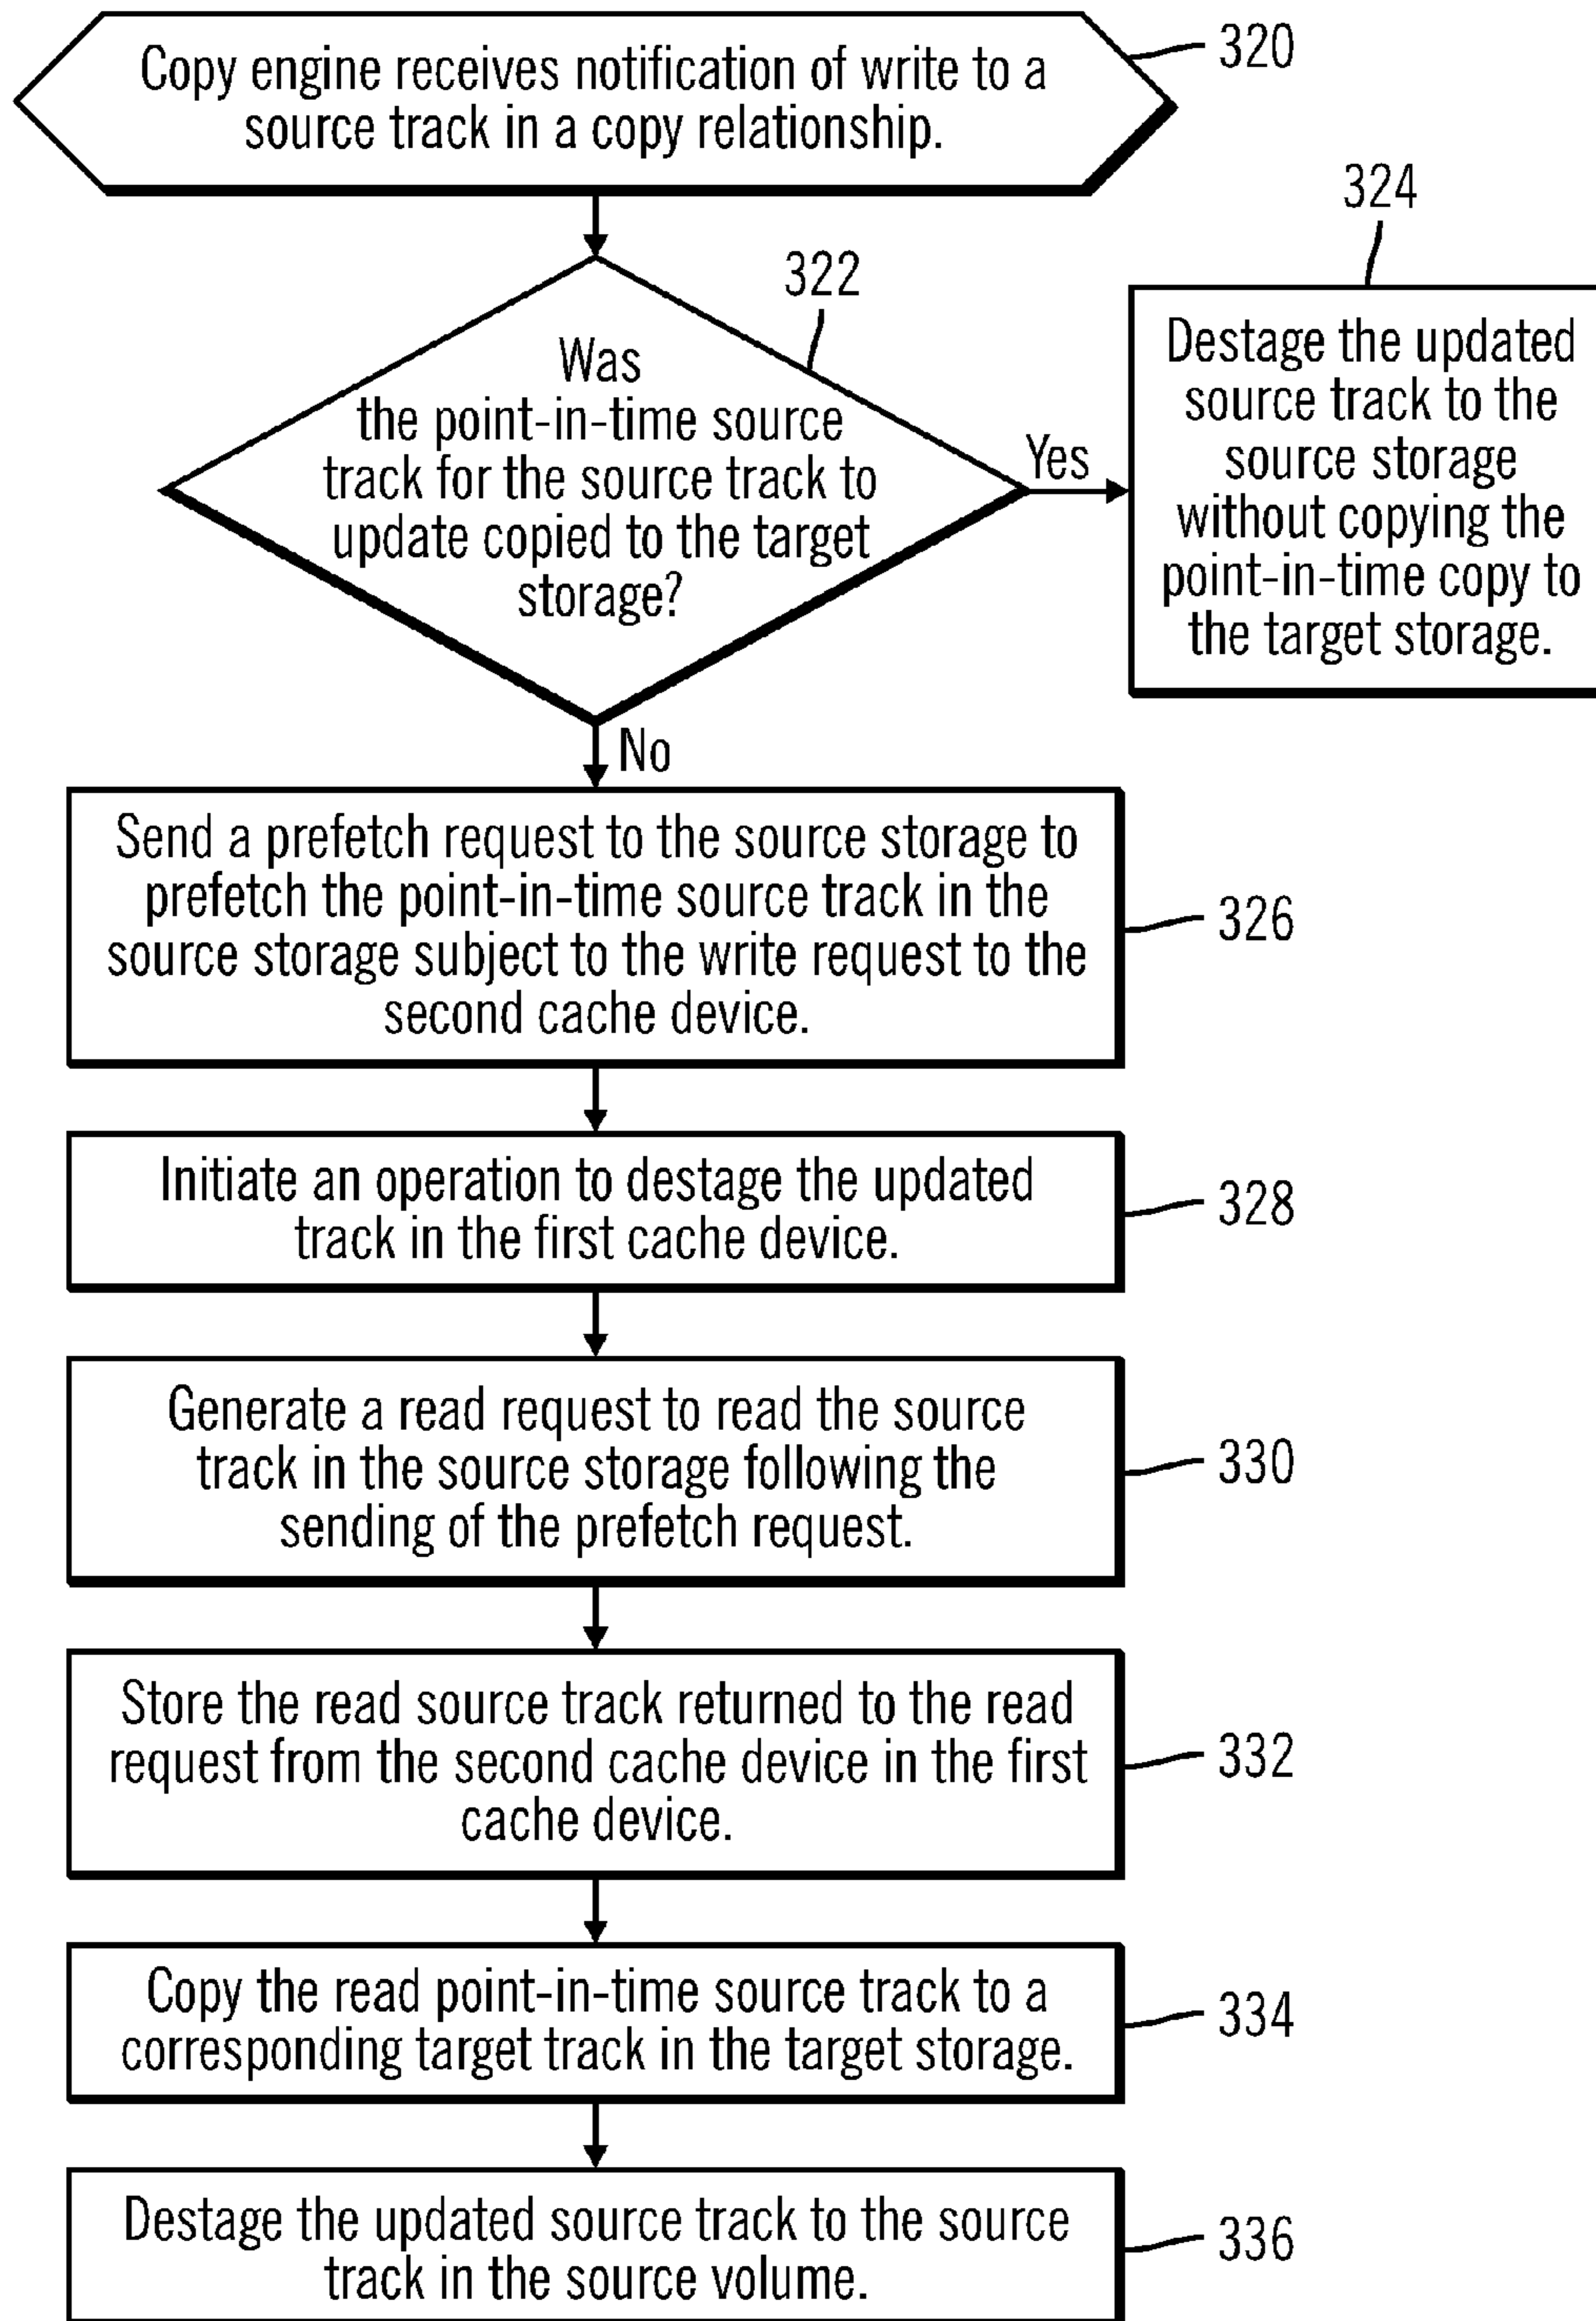 Copy engine receives notification of write to a
source track in a copy relationship.
320
322
Was
the point-in-time source
track for the source track to
update copied to the target
storage?
Yes
324
Destage the updated
source track to the
source storage
without copying the
point-in-time copy to
the target storage.
No
Send a prefetch request to the source storage to
prefetch the point-in-time source track in the
source storage subject to the write request to the
second cache device.
326
Initiate an operation to destage the updated
track in the first cache device.
328
Generate a read request to read the source
track in the source storage following the
sending of the prefetch request.
330
Store the read source track returned to the read
request from the second cache device in the first
cache device.
332
Copy the read point-in-time source track to a
corresponding target track in the target storage.
334
Destage the updated source track to the source
track in the source volume.
336